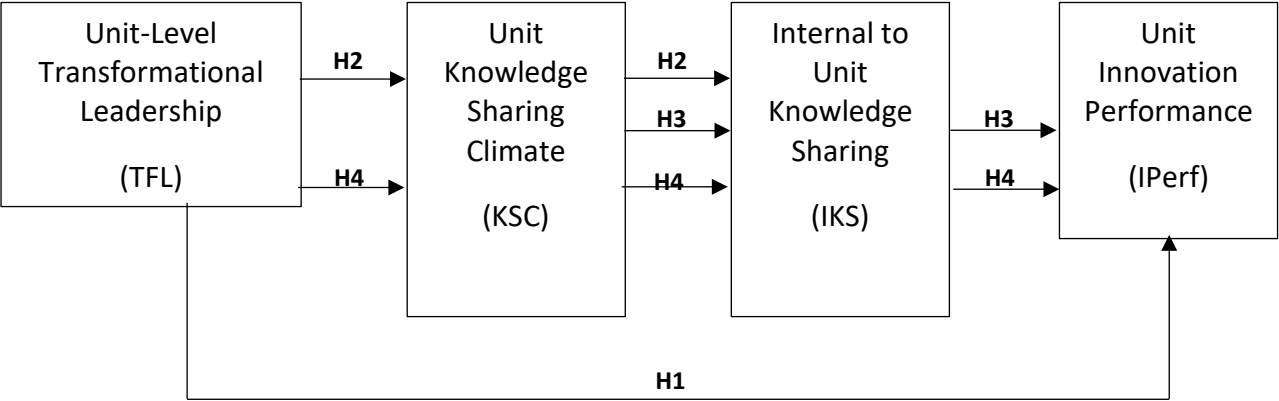 Unit-Level
Transformational
Leadership
(TFL)
H2
H4
Unit
Knowledge
Sharing
Climate
(KSC)
H2
H3
H4
Internal to
Unit
Knowledge
Sharing
(IKS)
H3
H4
Unit
Innovation
Performance
(IPerf)
H1